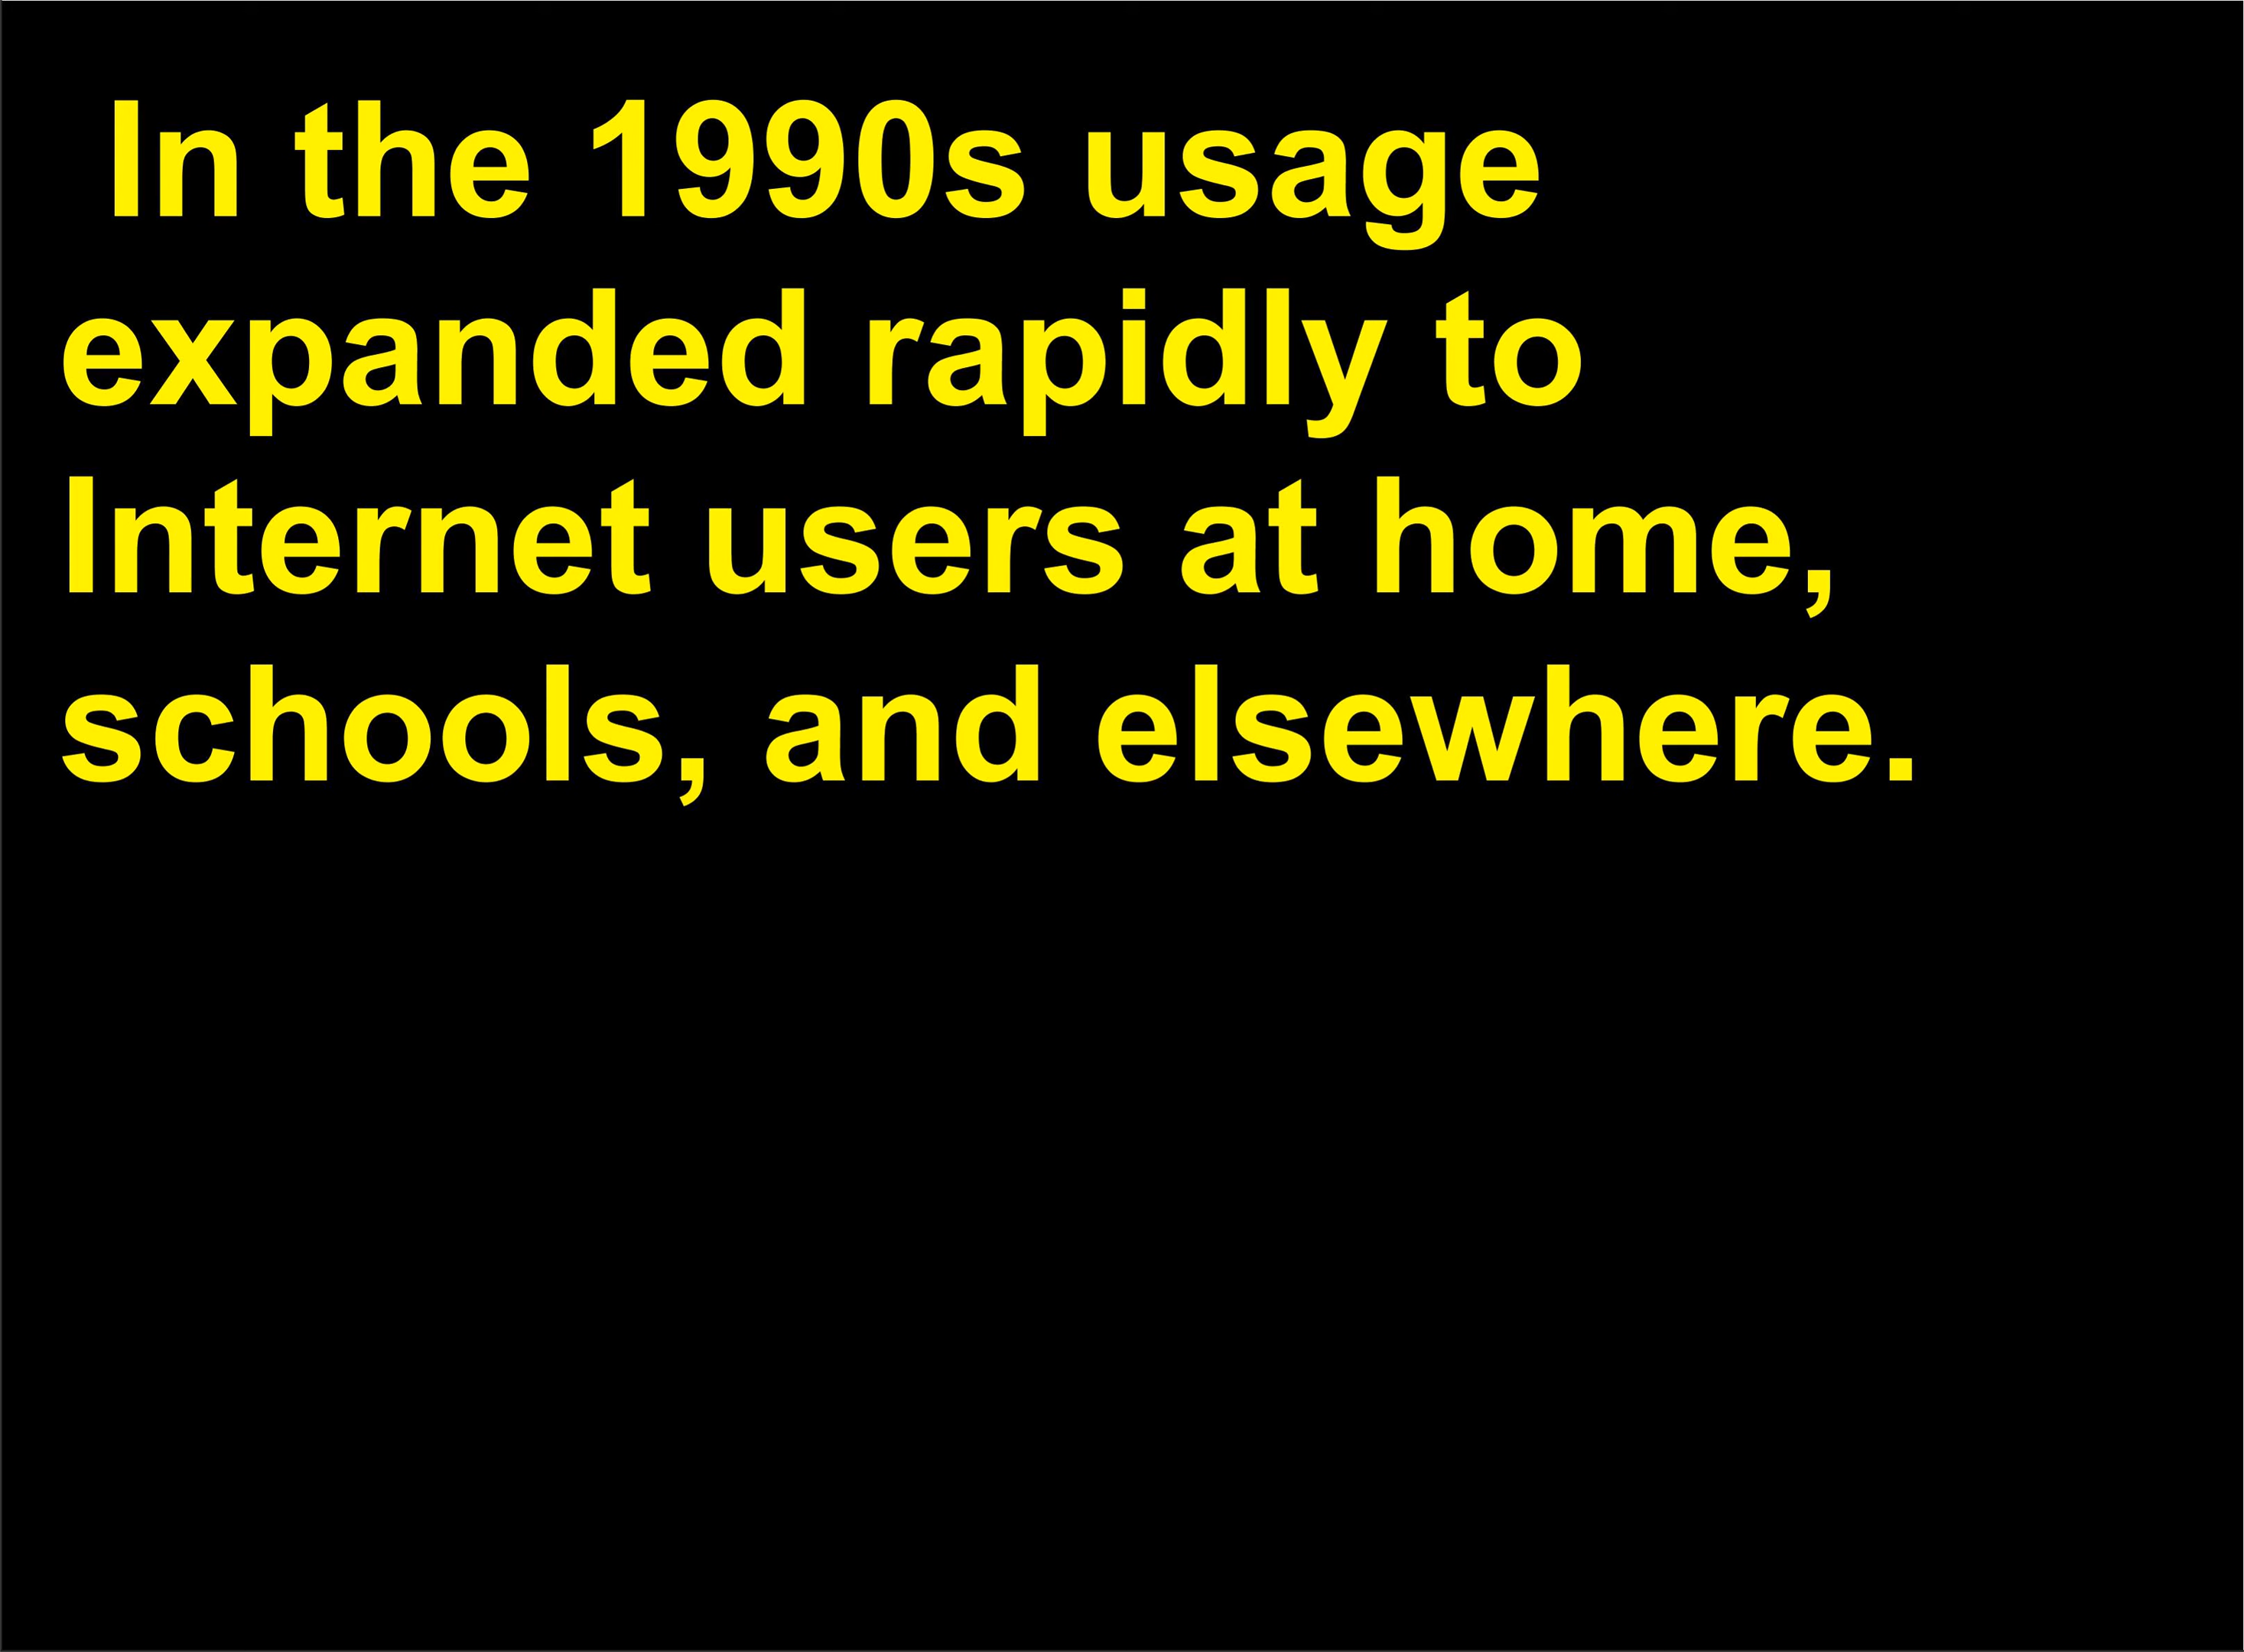 In the 1990s usage
expanded rapidly to
Internet users at home,
schools, and elsewhere.